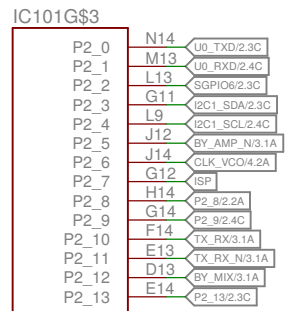 IC101G$3
P2_0 N14 U0_TXD/2.3C
P2_1 M13 U0_RXD/2.4C
P2_2 L13 SGPIO6/2.3C
P2_3 G11 I2C1_SDA/2.3C
P2_4 L9 I2C1_SCL/2.4C
P2_5 J12 BY_AMP_N/3.1A
P2_6 J14 CLK_VCO/4.2A
P2_7 G12 ISP
P2_8 H14 P2_8/2.2A
P2_9 G14 P2_9/2.4C
P2_10 F14 TX_RX/3.1A
P2_11 E13 TX_RX_N/3.1A
P2_12 D13 BY_MIX/3.1A
P2_13 E14 P2_13/2.3C